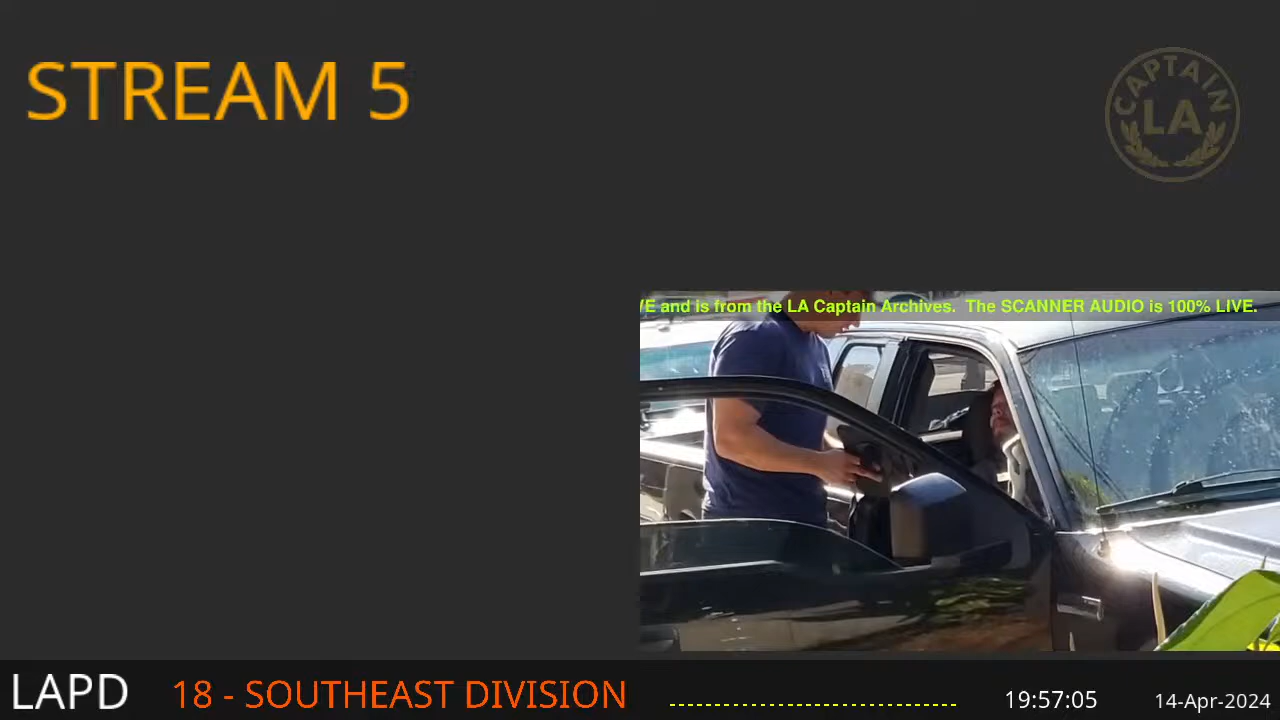 STREAM 5
CAPTAIN
LA
and is from the LA Captain Archives. The SCANNER AUDIO is 100% LIVE.
LAPD 18 - SOUTHEAST DIVISION 19:57:05 14-Apr-2024